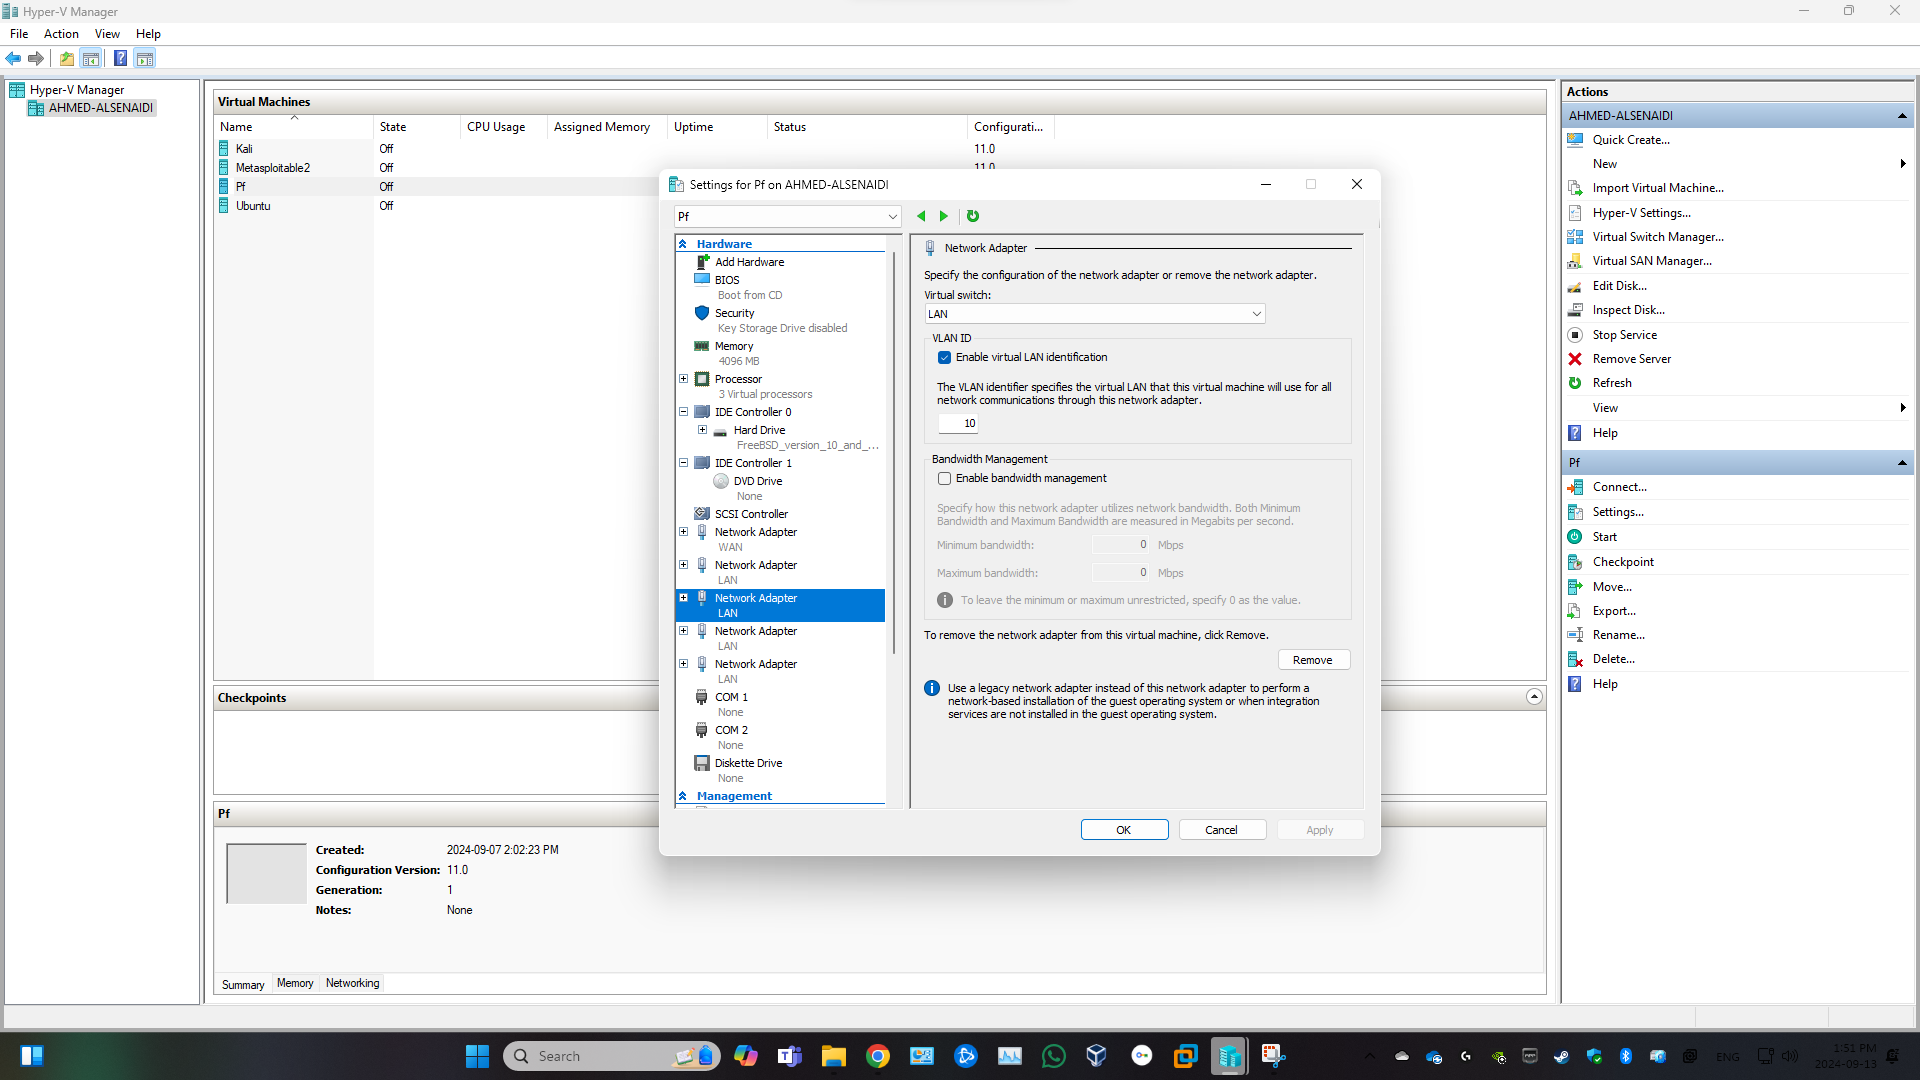 Hyper-V Manager
File Action View Help
Hyper-V Manager
AHMED-ALSENAIDI
Virtual Machines
Name State CPU Usage Assigned Memory Uptime Status Configurati...
Kali Off 11.0
Metasploitable2 Off 11.0
Pf Off
Ubuntu Off
Checkpoints
Pf
Created: 2024-09-07 2:02:23 PM
Configuration Version: 11.0
Generation: 1
Notes: None
Summary Memory Networking
Settings for Pf on AHMED-ALSENAIDI
Pf
Hardware
Add Hardware
BIOS
Boot from CD
Security
Key Storage Drive disabled
Memory
4096 MB
Processor
3 Virtual processors
IDE Controller 0
Hard Drive
FreeBSD_version_10_and_...
IDE Controller 1
DVD Drive
None
SCSI Controller
Network Adapter
WAN
Network Adapter
LAN
Network Adapter
LAN
Network Adapter
LAN
Network Adapter
LAN
COM 1
None
COM 2
None
Diskette Drive
None
Management
Network Adapter
Specify the configuration of the network adapter or remove the network adapter.
Virtual switch:
LAN
VLAN ID
Enable virtual LAN identification
The VLAN identifier specifies the virtual LAN that this virtual machine will use for all
network communications through this network adapter.
10
Bandwidth Management
Enable bandwidth management
Specify how this network adapter utilizes network bandwidth. Both Minimum
Bandwidth and Maximum Bandwidth are measured in Megabits per second.
Minimum bandwidth: 0 Mbps
Maximum bandwidth: 0 Mbps
To leave the minimum or maximum unrestricted, specify 0 as the value.
To remove the network adapter from this virtual machine, click Remove.
Remove
Use a legacy network adapter instead of this network adapter to perform a
network-based installation of the guest operating system or when integration
services are not installed in the guest operating system.
OK Cancel Apply
Actions
AHMED-ALSENAIDI
Quick Create...
New
Import Virtual Machine...
Hyper-V Settings...
Virtual Switch Manager...
Virtual SAN Manager...
Edit Disk...
Inspect Disk...
Stop Service
Remove Server
Refresh
View
Help
Pf
Connect...
Settings...
Start
Checkpoint
Move...
Export...
Rename...
Delete...
Help
Search
ENG
1:51 PM
2024-09-13